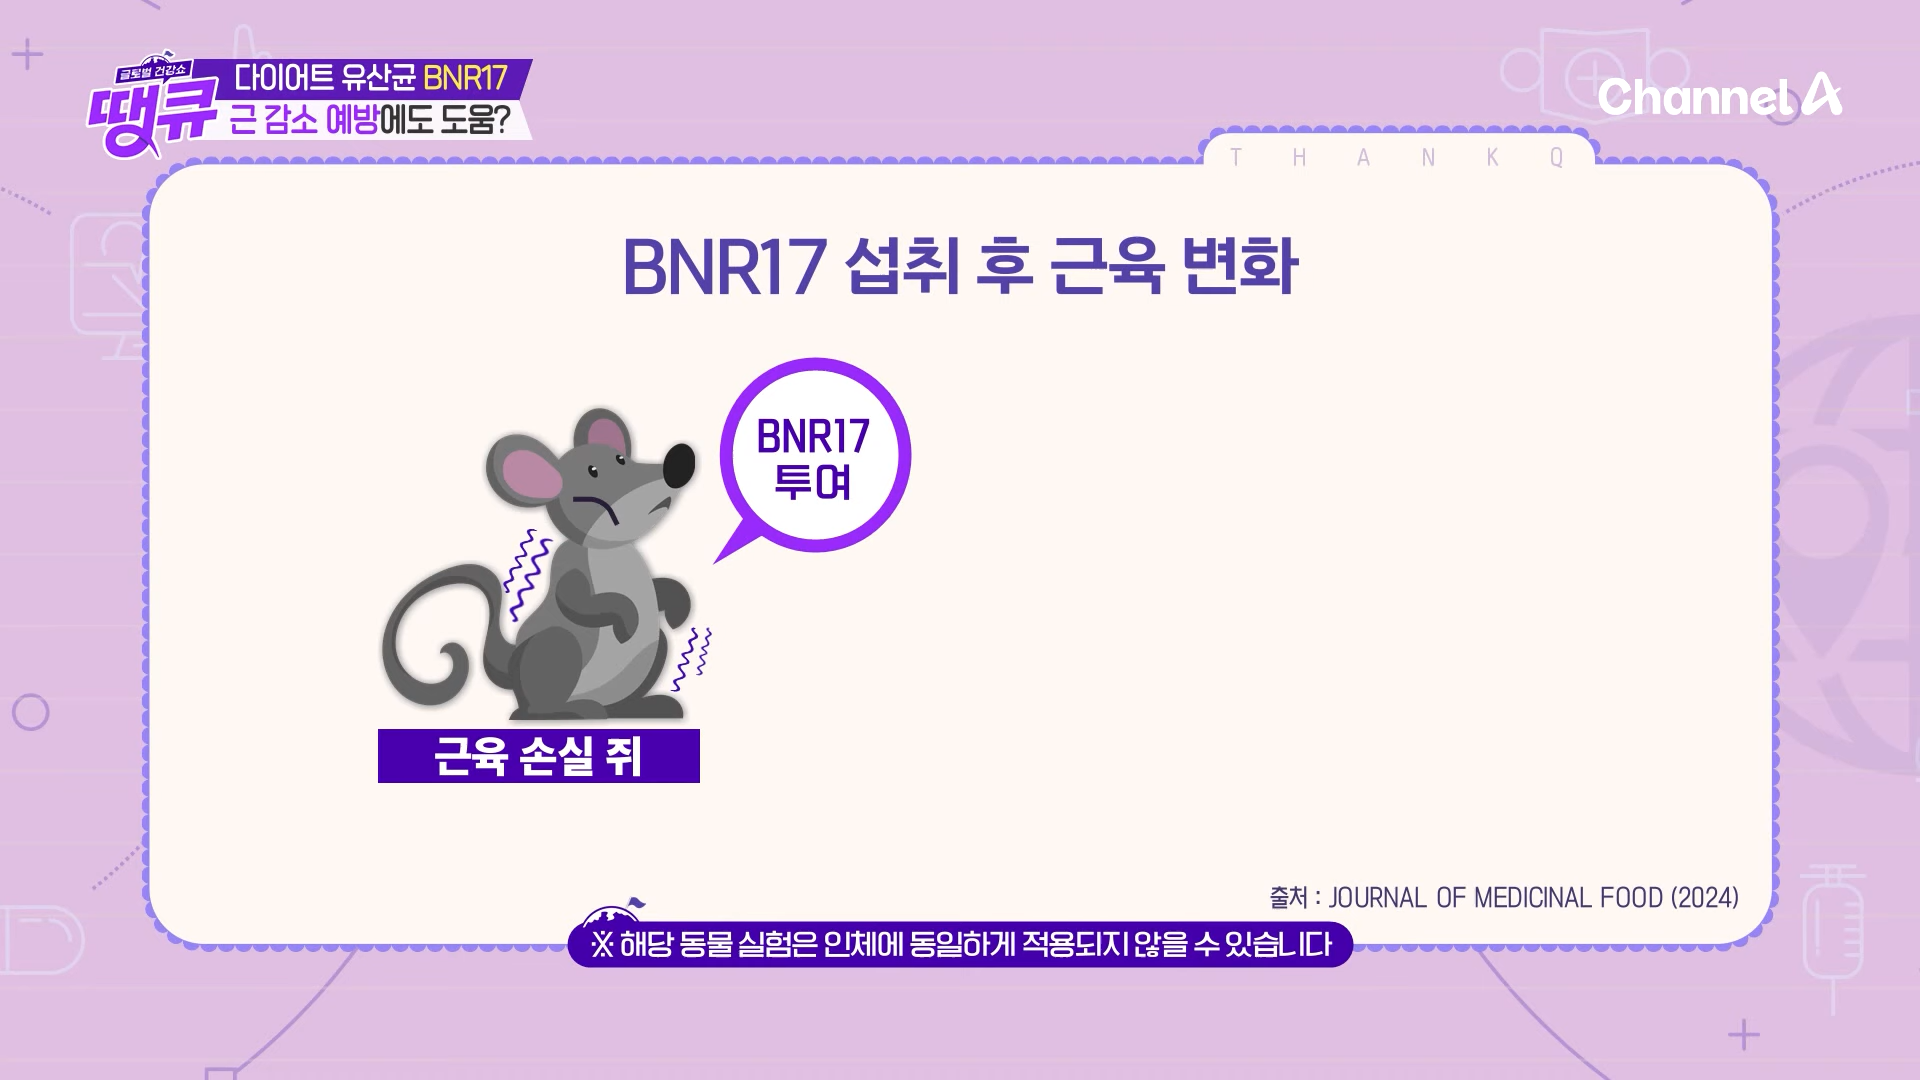 글로벌 건강쇼
땡큐
다이어트 유산균 BNR17
근 감소 예방에도 도움?
Channel A
T H A N K Q
BNR17 섭취 후 근육 변화
BNR17
투여
근육 손실 쥐
출처 : JOURNAL OF MEDICINAL FOOD (2024)
※ 해당 동물 실험은 인체에 동일하게 적용되지 않을 수 있습니다